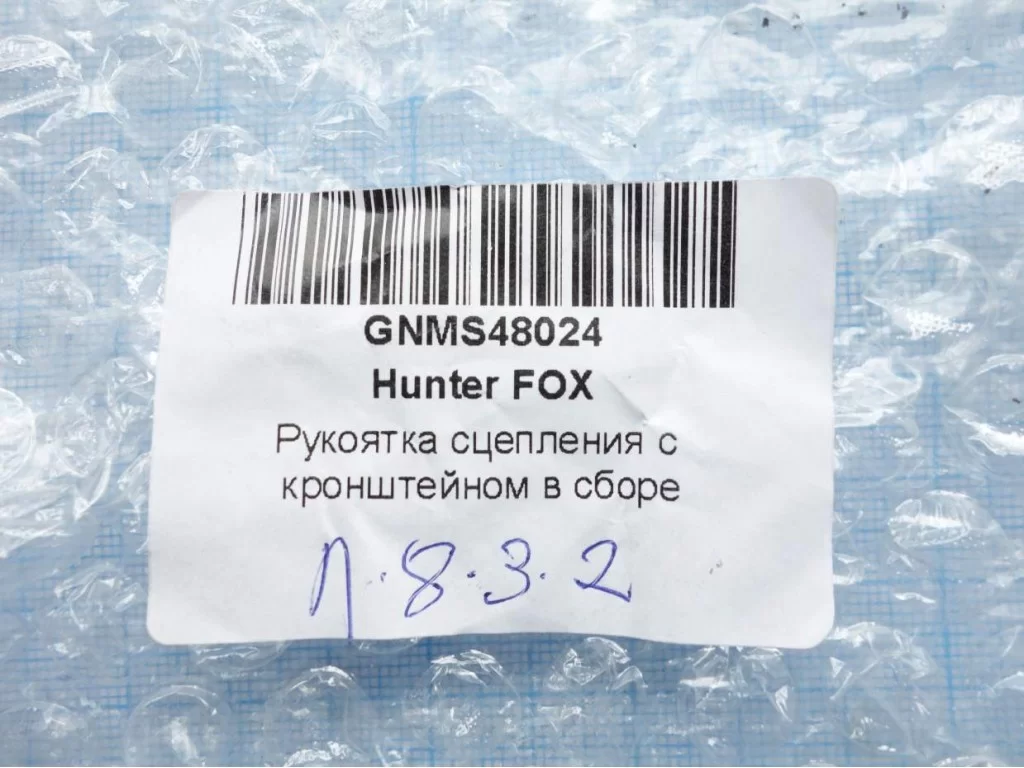 GNMS48024
Hunter FOX
Рукоятка сцепления с
кронштейном в сборе
П.8.3.2